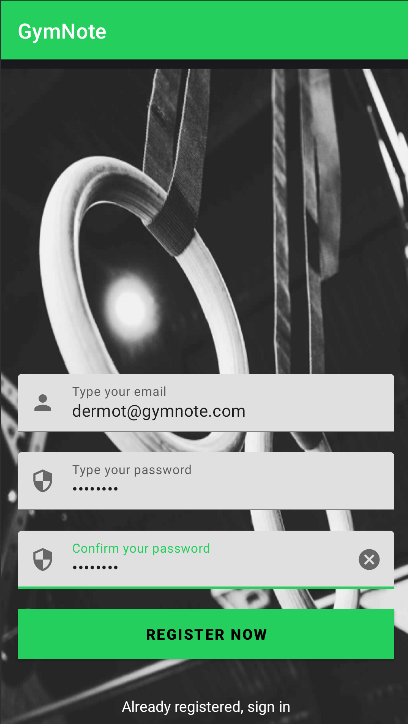 GymNote
Type your email
dermot@gymnote.com
Type your password
••••••••
Confirm your password
••••••••
REGISTER NOW
Already registered, sign in